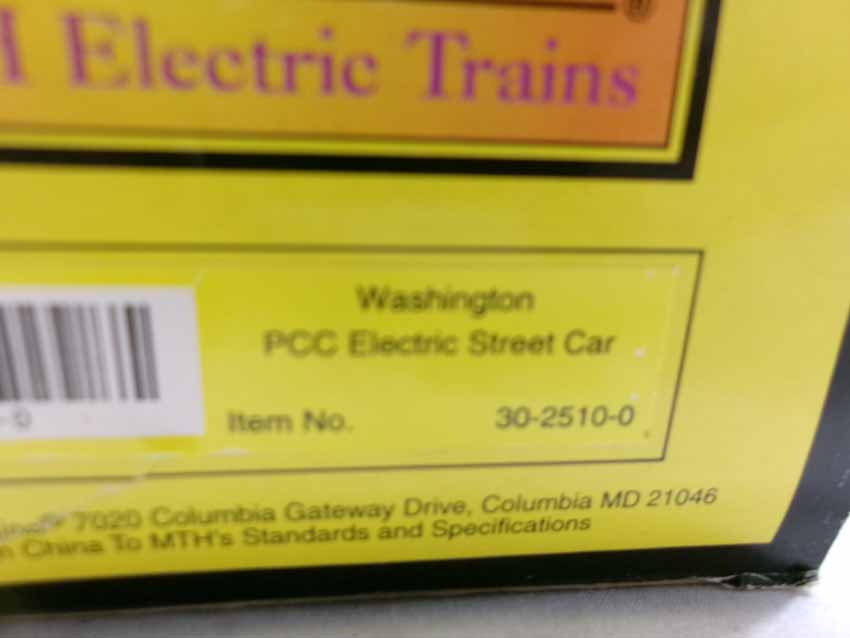 Electric Trains
Washington
PCC Electric Street Car
Item No. 30-2510-0
-0
7020 Columbia Gateway Drive, Columbia MD 21046
China To MTH's Standards and Specifications